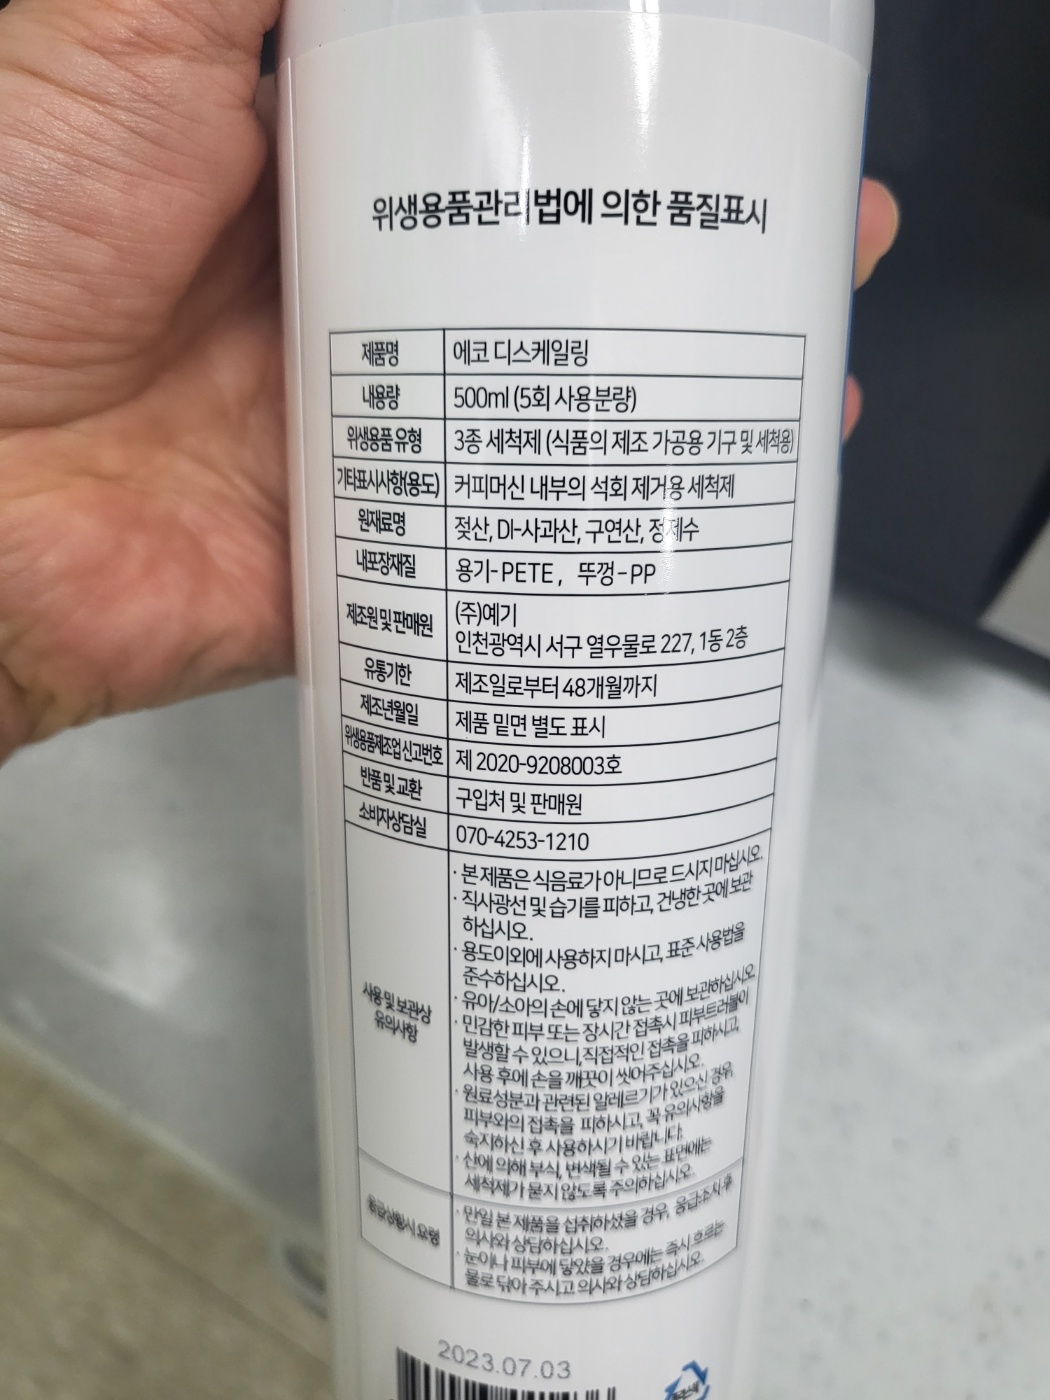 위생용품관리법에 의한 품질표시
제품명 에코 디스케일링
내용량 500ml (5회 사용분량)
위생용품 유형 3종 세척제 (식품의 제조 가공용 기구 및 세척용)
기타표시사항(용도) 커피머신 내부의 석회 제거용 세척제
원재료명 젖산, DI-사과산, 구연산, 정제수
내포장재질 용기-PETE , 뚜껑-PP
제조원 및 판매원 (주)예기
인천광역시 서구 열우물로 227, 1동 2층
유통기한 제조일로부터 48개월까지
제조년월일 제품 밑면 별도 표시
위생용품제조업 신고번호 제 2020-9208003호
반품 및 교환 구입처 및 판매원
소비자상담실 070-4253-1210
사용 및 보관상
유의사항
· 본 제품은 식음료가 아니므로 드시지 마십시오.
· 직사광선 및 습기를 피하고, 건냉한 곳에 보관
하십시오.
· 용도이외에 사용하지 마시고, 표준 사용법을
준수하십시오.
· 유아/소아의 손에 닿지 않는 곳에 보관하십시오.
· 민감한 피부 또는 장시간 접촉시 피부트러블이
발생할 수 있으니, 직접적인 접촉을 피하시고,
사용 후에 손을 깨끗이 씻어주십시오.
· 원료성분과 관련된 알레르기가 있으신 경우
피부와의 접촉을 피하시고, 꼭 유의사항을
숙지하신 후 사용하시기 바랍니다.
· 산에 의해 부식, 변색될 수 있는 표면에는
세척제가 묻지 않도록 주의하십시오.
응급상황시 요령
· 만일 본 제품을 섭취하셨을 경우, 응급조치 후
의사와 상담하십시오.
· 눈이나 피부에 닿았을 경우에는 즉시 흐르는
물로 닦아 주시고 의사와 상담하십시오.
2023.07.03